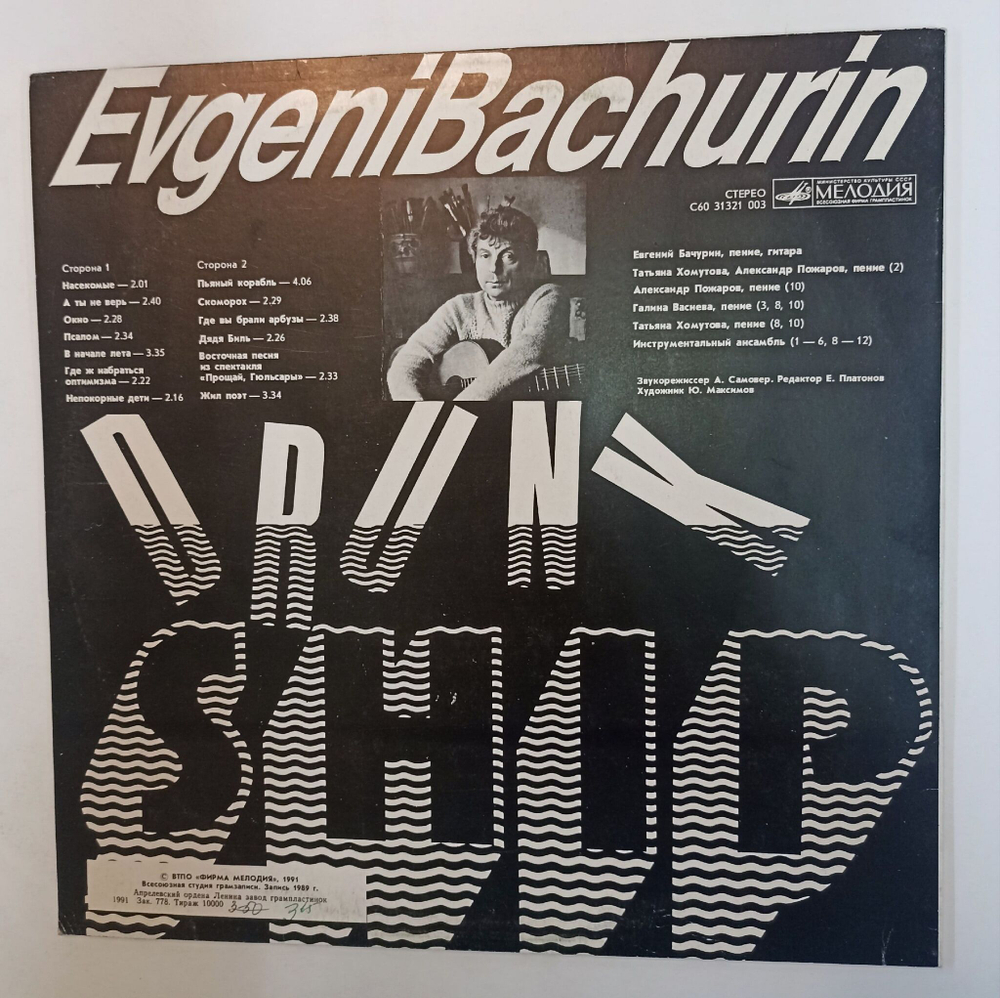 EvgeniBachurin
СТЕРЕО
С60 31321 003
МИНИСТЕРСТВО КУЛЬТУРЫ СССР
МЕЛОДИЯ
ВСЕСОЮЗНАЯ ФИРМА ГРАМПЛАСТИНОК
Сторона 1
Насекомые — 2.01
А ты не верь — 2.40
Окно — 2.28
Псалом — 2.34
В начале лета — 3.35
Где ж набраться
оптимизма — 2.22
Непокорные дети — 2.16
Сторона 2
Пьяный корабль — 4.06
Скоморох — 2.29
Где вы брали арбузы — 2.38
Дядя Биль — 2.26
Восточная песня
из спектакля
«Прощай, Гюльсары» — 2.33
Жил поэт — 3.34
Евгений Бачурин, пение, гитара
Татьяна Хомутова, Александр Пожаров, пение (2)
Александр Пожаров, пение (10)
Галина Васиева, пение (3, 8, 10)
Татьяна Хомутова, пение (8, 10)
Инструментальный ансамбль (1 — 6, 8 — 12)
Звукорежиссер А. Самовер. Редактор Е. Платонов
Художник Ю. Максимов
DRUNK
SHIP
© ВТПО «ФИРМА МЕЛОДИЯ», 1991
Всесоюзная студия грамзаписи. Запись 1989 г.
Апрелевский ордена Ленина завод грампластинок
1991 Зак. 778. Тираж 10000